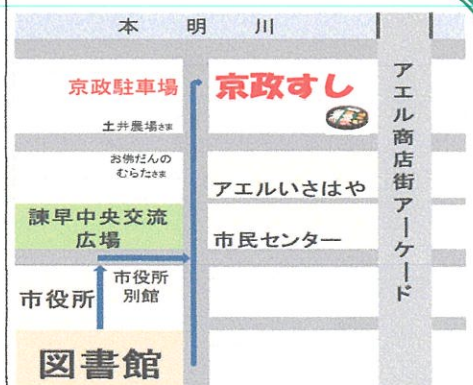 本明川
京政駐車場
京政すし
土井農場さま
お佛だんの
むらたさま
アエルいさはや
諫早中央交流
広場
市民センター
市役所
市役所
別館
図書館
アエル商店街アーケード